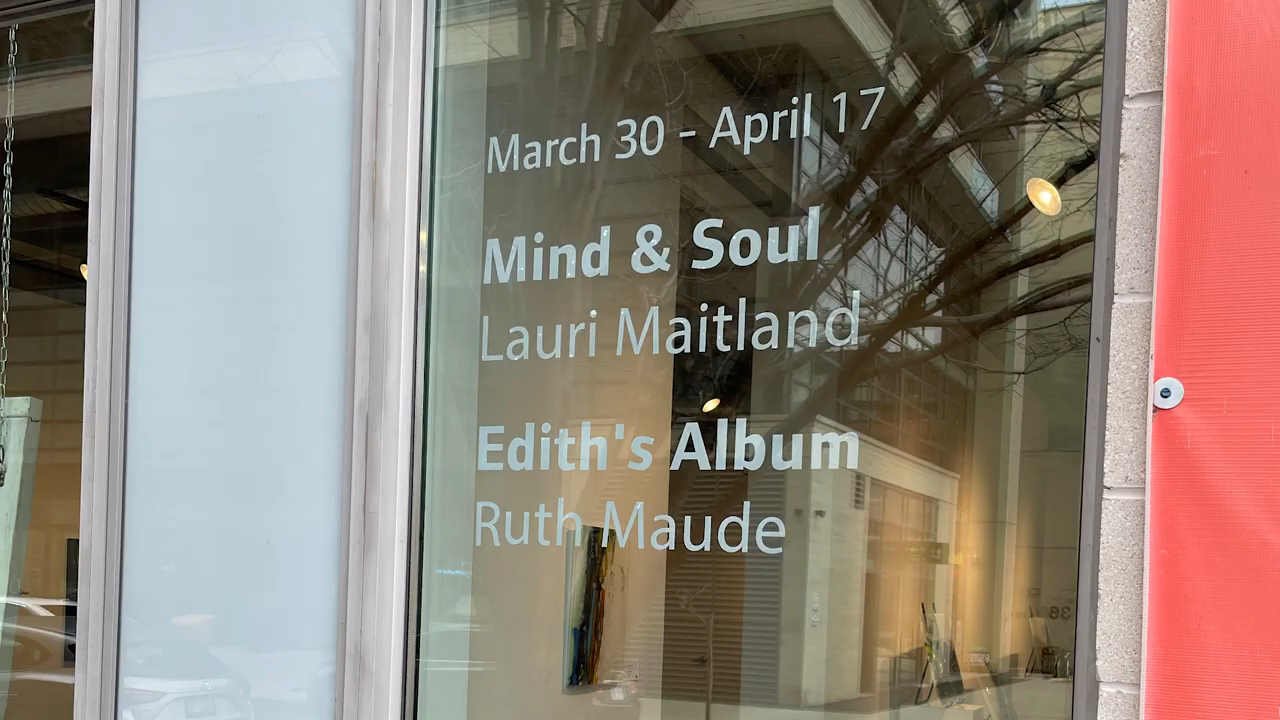 March 30 - April 17
Mind & Soul
Lauri Maitland
Edith's Album
Ruth Maude